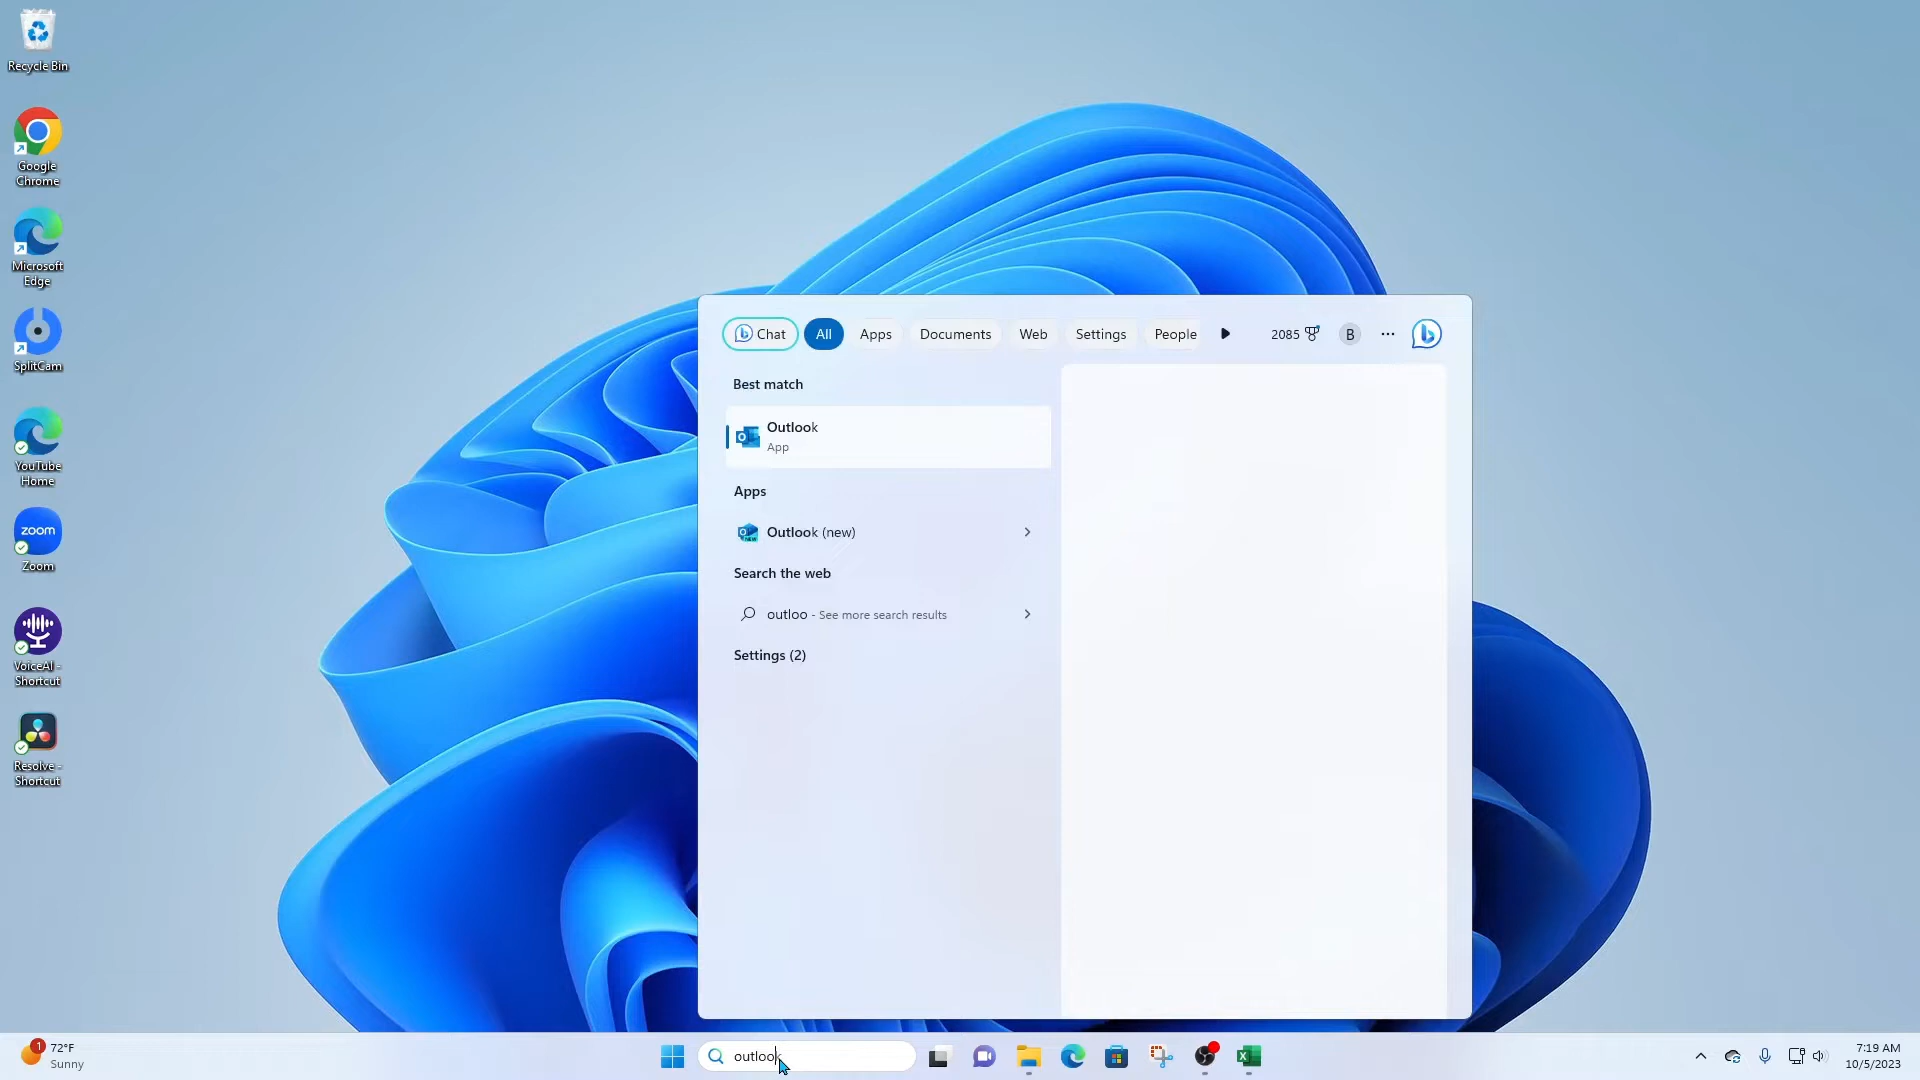 Recycle Bin
Google
Chrome
Microsoft
Edge
SplitCam
YouTube
Home
zoom
Zoom
VoiceAI -
Shortcut
Resolve -
Shortcut
Chat
All
Apps
Documents
Web
Settings
People
2085
B
Best match
Outlook
App
Apps
Outlook (new)
Search the web
outloo - See more search results
Settings (2)
1
72°F
Sunny
outlook
7:19 AM
10/5/2023